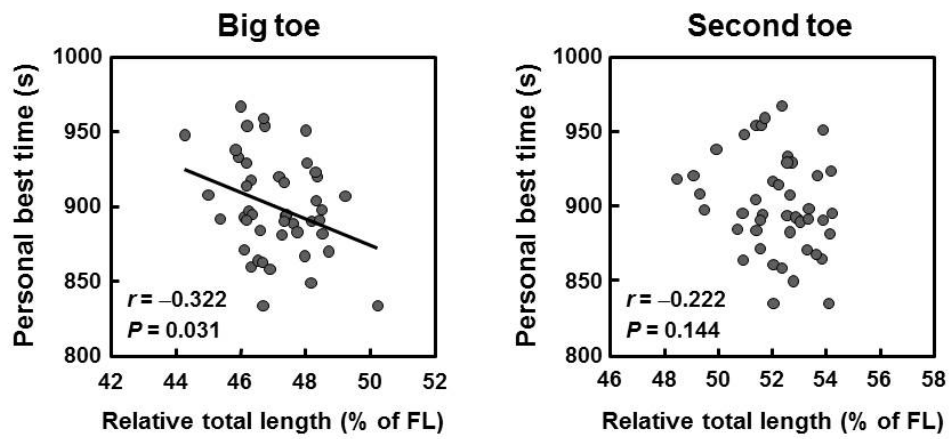 Big toe
Personal best time (s)
1000
950
900
850
800
r = −0.322
P = 0.031
42 44 46 48 50 52
Relative total length (% of FL)
Second toe
Personal best time (s)
1000
950
900
850
800
r = −0.222
P = 0.144
46 48 50 52 54 56 58
Relative total length (% of FL)